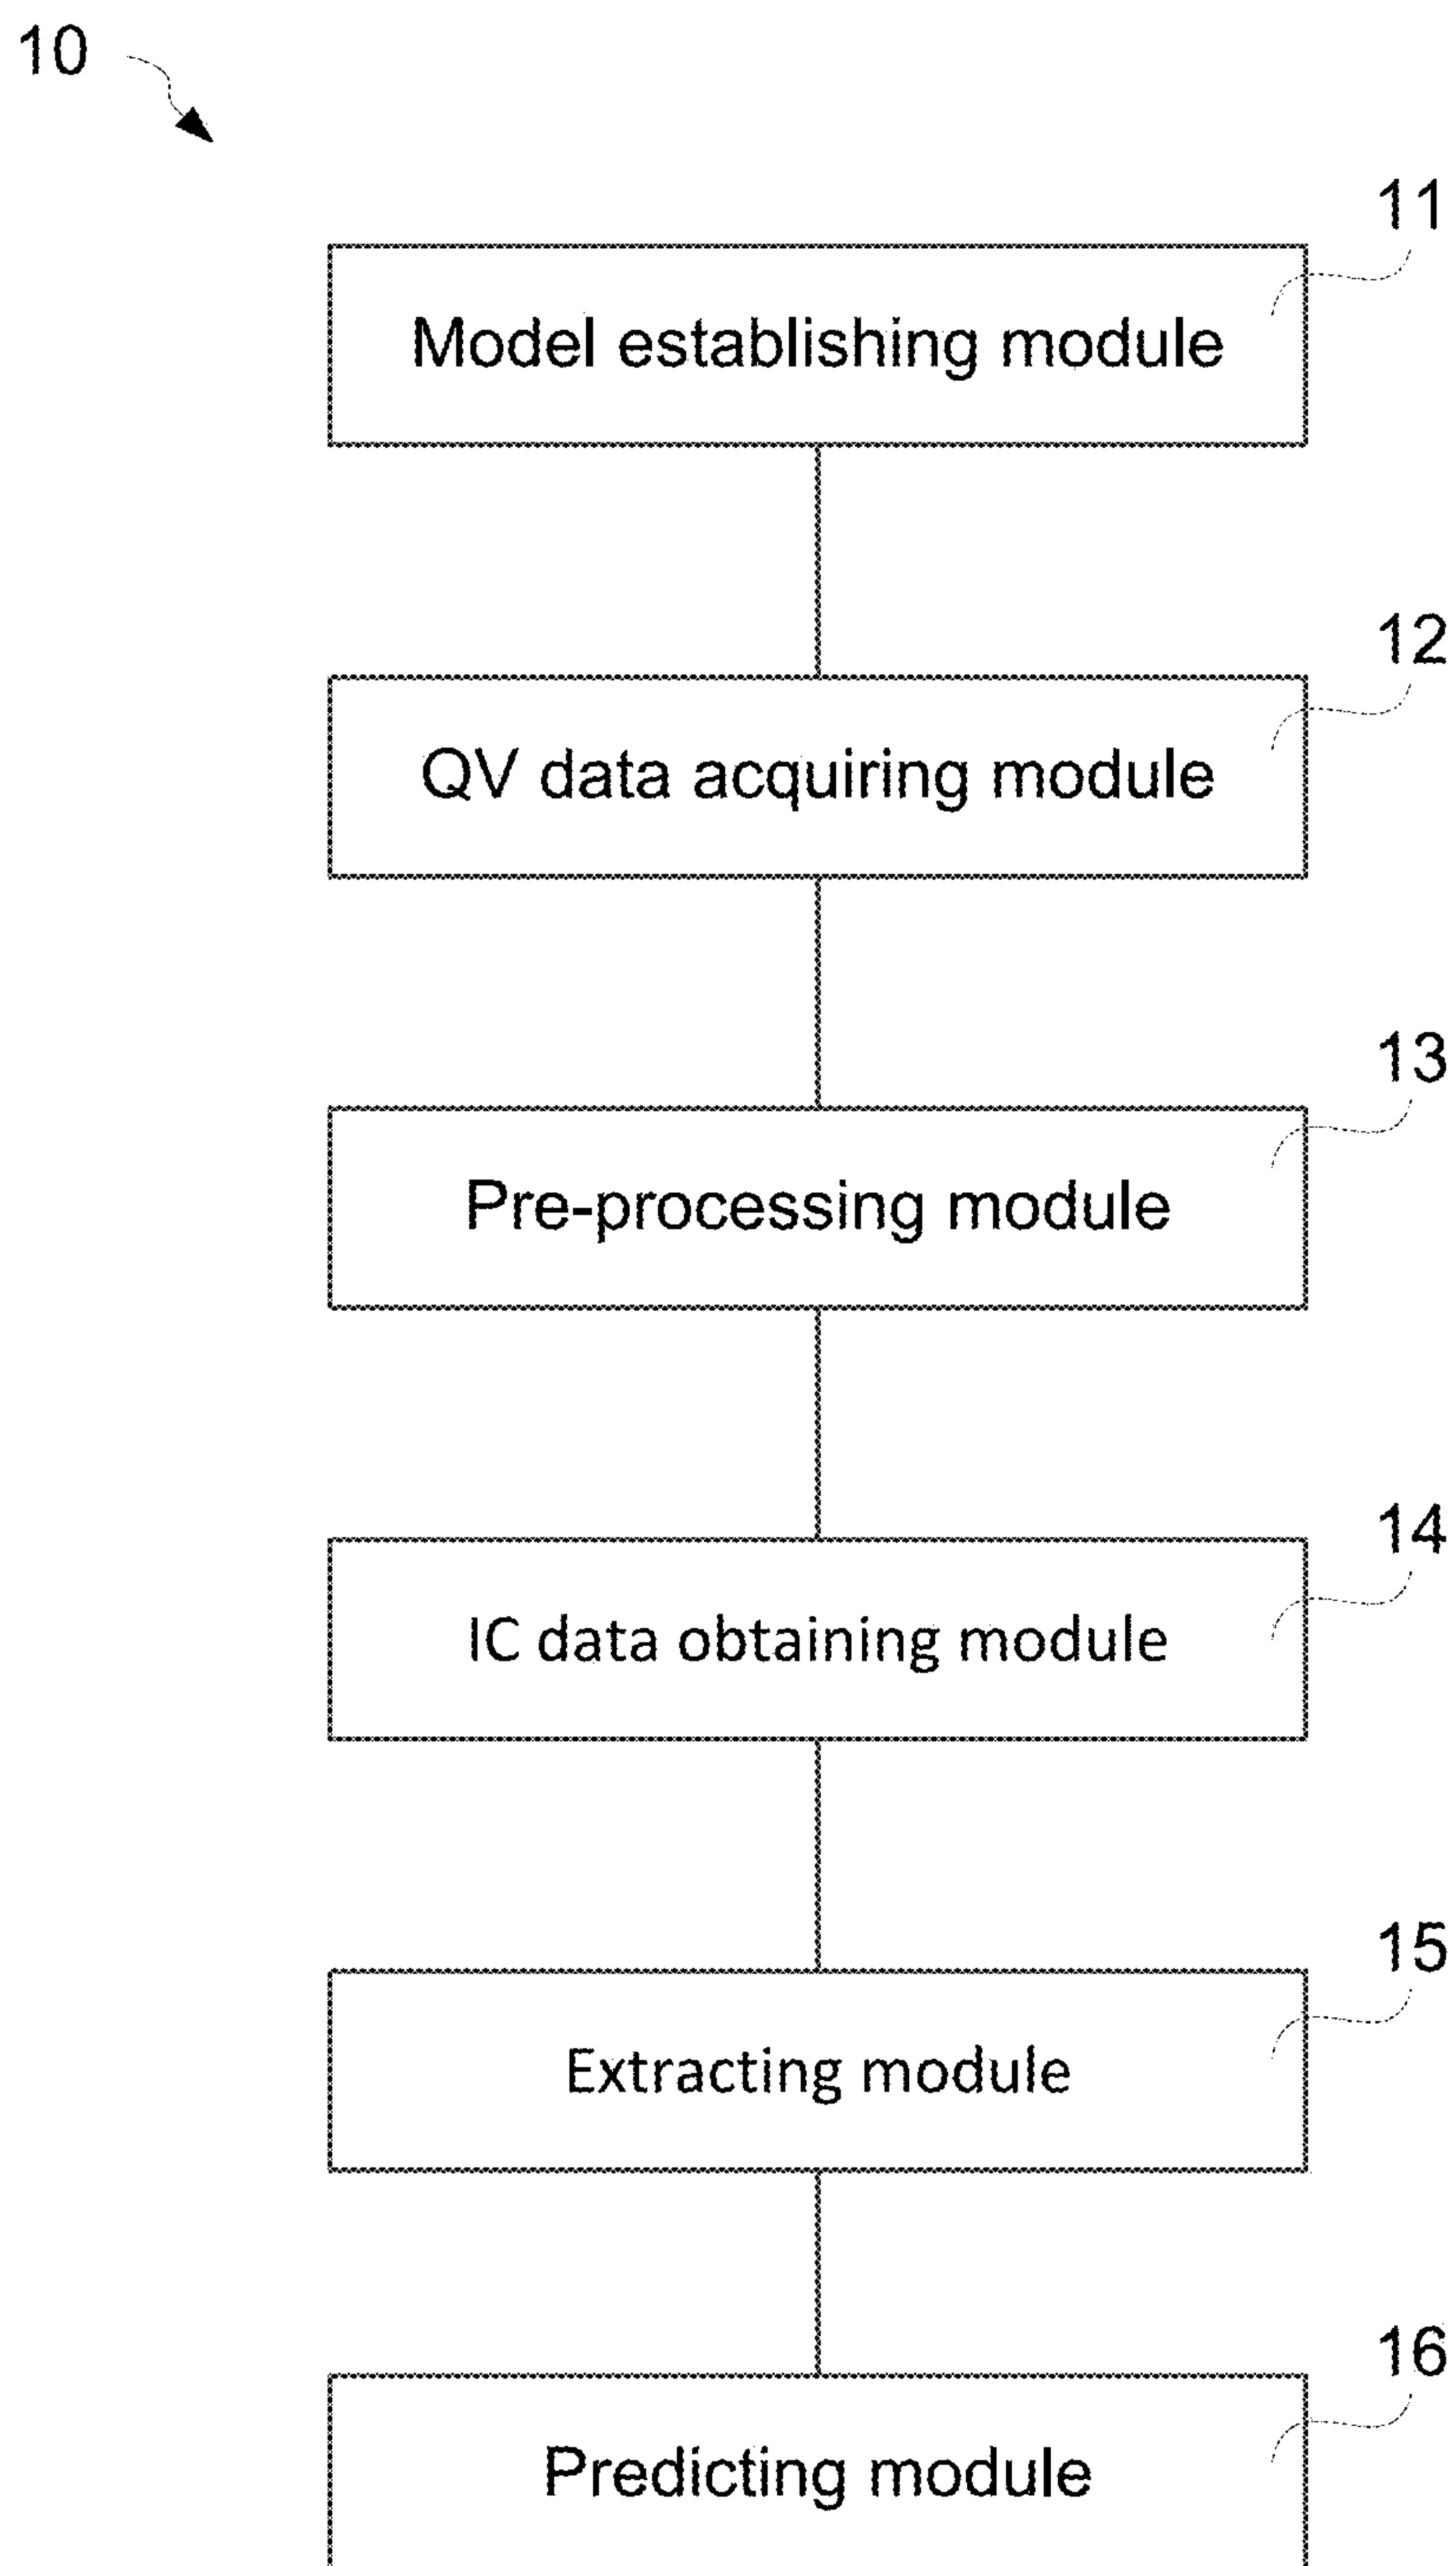 10
11
Model establishing module
12
QV data acquiring module
13
Pre-processing module
14
IC data obtaining module
15
Extracting module
16
Predicting module